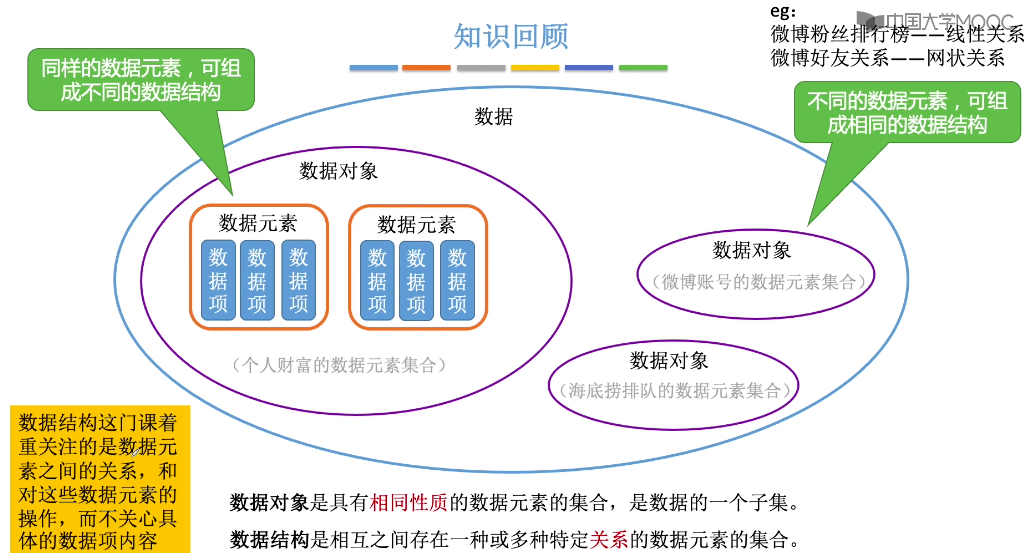 eg：
中国大学MOOC
微博粉丝排行榜——线性关系
微博好友关系——网状关系
知识回顾
同样的数据元素，可组
成不同的数据结构
不同的数据元素，可组
成相同的数据结构
数据
数据对象
数据元素
数据项
数据项
数据项
数据元素
数据项
数据项
数据项
（个人财富的数据元素集合）
数据对象
（微博账号的数据元素集合）
数据对象
（海底捞排队的数据元素集合）
数据结构这门课着
重关注的是数据元
素之间的关系，和
对这些数据元素的
操作，而不关心具
体的数据项内容
数据对象是具有相同性质的数据元素的集合，是数据的一个子集。
数据结构是相互之间存在一种或多种特定关系的数据元素的集合。